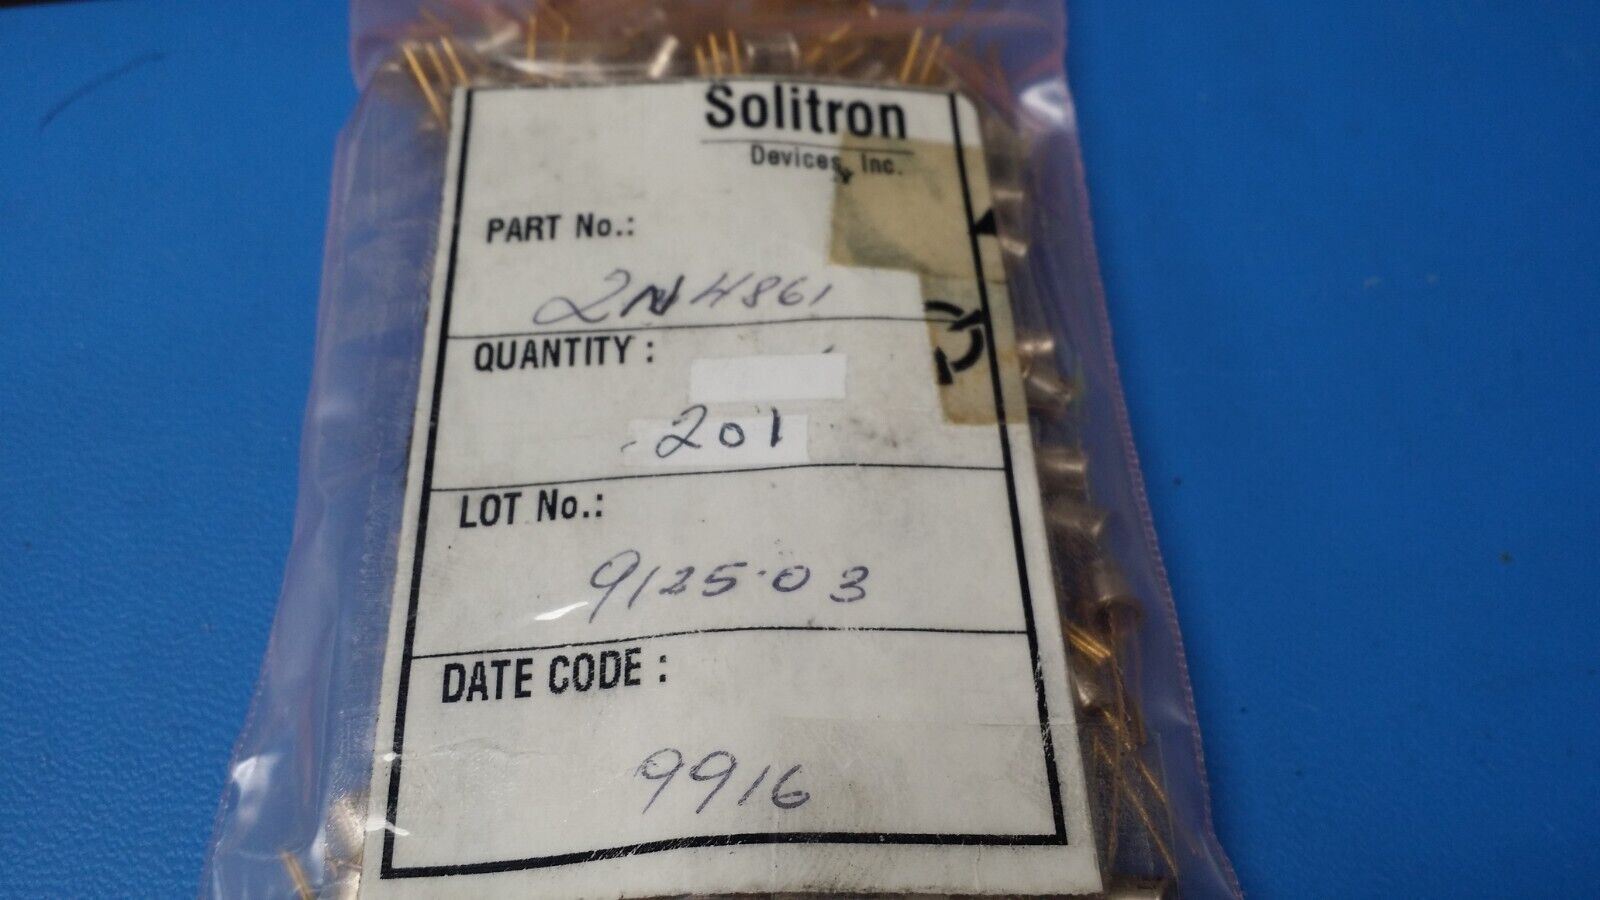 Solitron
Devices, Inc.
PART No.:
2N4861
QUANTITY :
201
LOT No.:
9125.03
DATE CODE :
9916